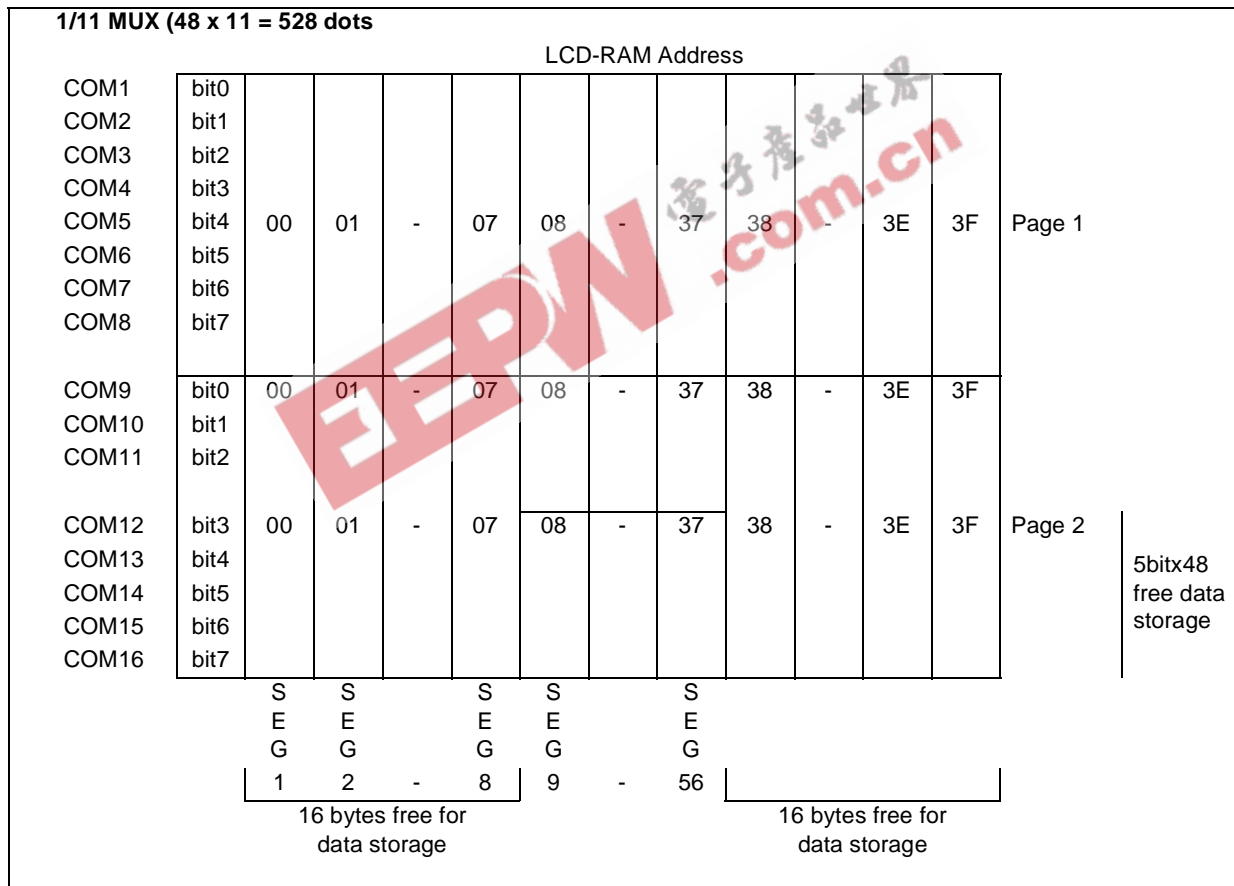 1/11 MUX (48 x 11 = 528 dots
LCD-RAM Address
COM1 bit0
COM2 bit1
COM3 bit2
COM4 bit3
COM5 bit4 00 01 - 07 08 - 37 38 - 3E 3F Page 1
COM6 bit5
COM7 bit6
COM8 bit7
COM9 bit0 00 01 - 07 08 - 37 38 - 3E 3F
COM10 bit1
COM11 bit2
COM12 bit3 00 01 - 07 08 - 37 38 - 3E 3F Page 2
COM13 bit4
COM14 bit5
COM15 bit6
COM16 bit7
5bitx48
free data
storage
S S S S S
E E E E E
G G G G G
1 2 - 8 9 - 56
16 bytes free for
data storage
16 bytes free for
data storage
EEPW
.com.cn
電子產品世界